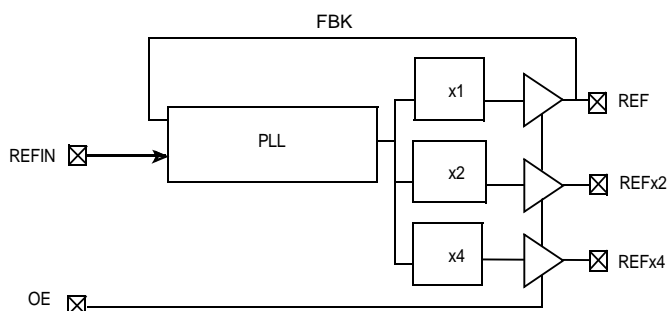 FBK
x1
REF
PLL
REFIN
x2
REFx2
x4
REFx4
OE